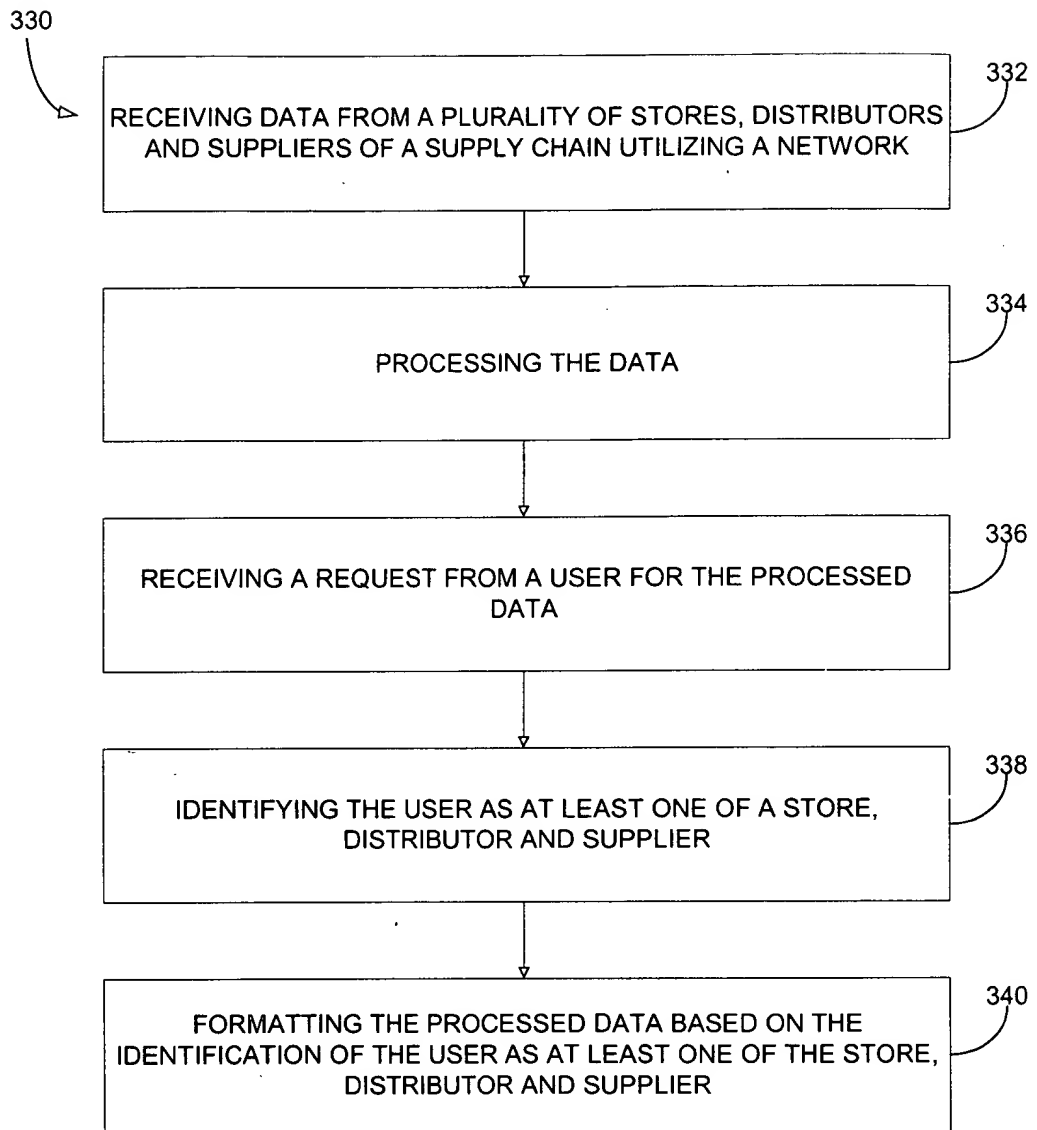 330
332
RECEIVING DATA FROM A PLURALITY OF STORES, DISTRIBUTORS
AND SUPPLIERS OF A SUPPLY CHAIN UTILIZING A NETWORK
334
PROCESSING THE DATA
336
RECEIVING A REQUEST FROM A USER FOR THE PROCESSED
DATA
338
IDENTIFYING THE USER AS AT LEAST ONE OF A STORE,
DISTRIBUTOR AND SUPPLIER
340
FORMATTING THE PROCESSED DATA BASED ON THE
IDENTIFICATION OF THE USER AS AT LEAST ONE OF THE STORE,
DISTRIBUTOR AND SUPPLIER